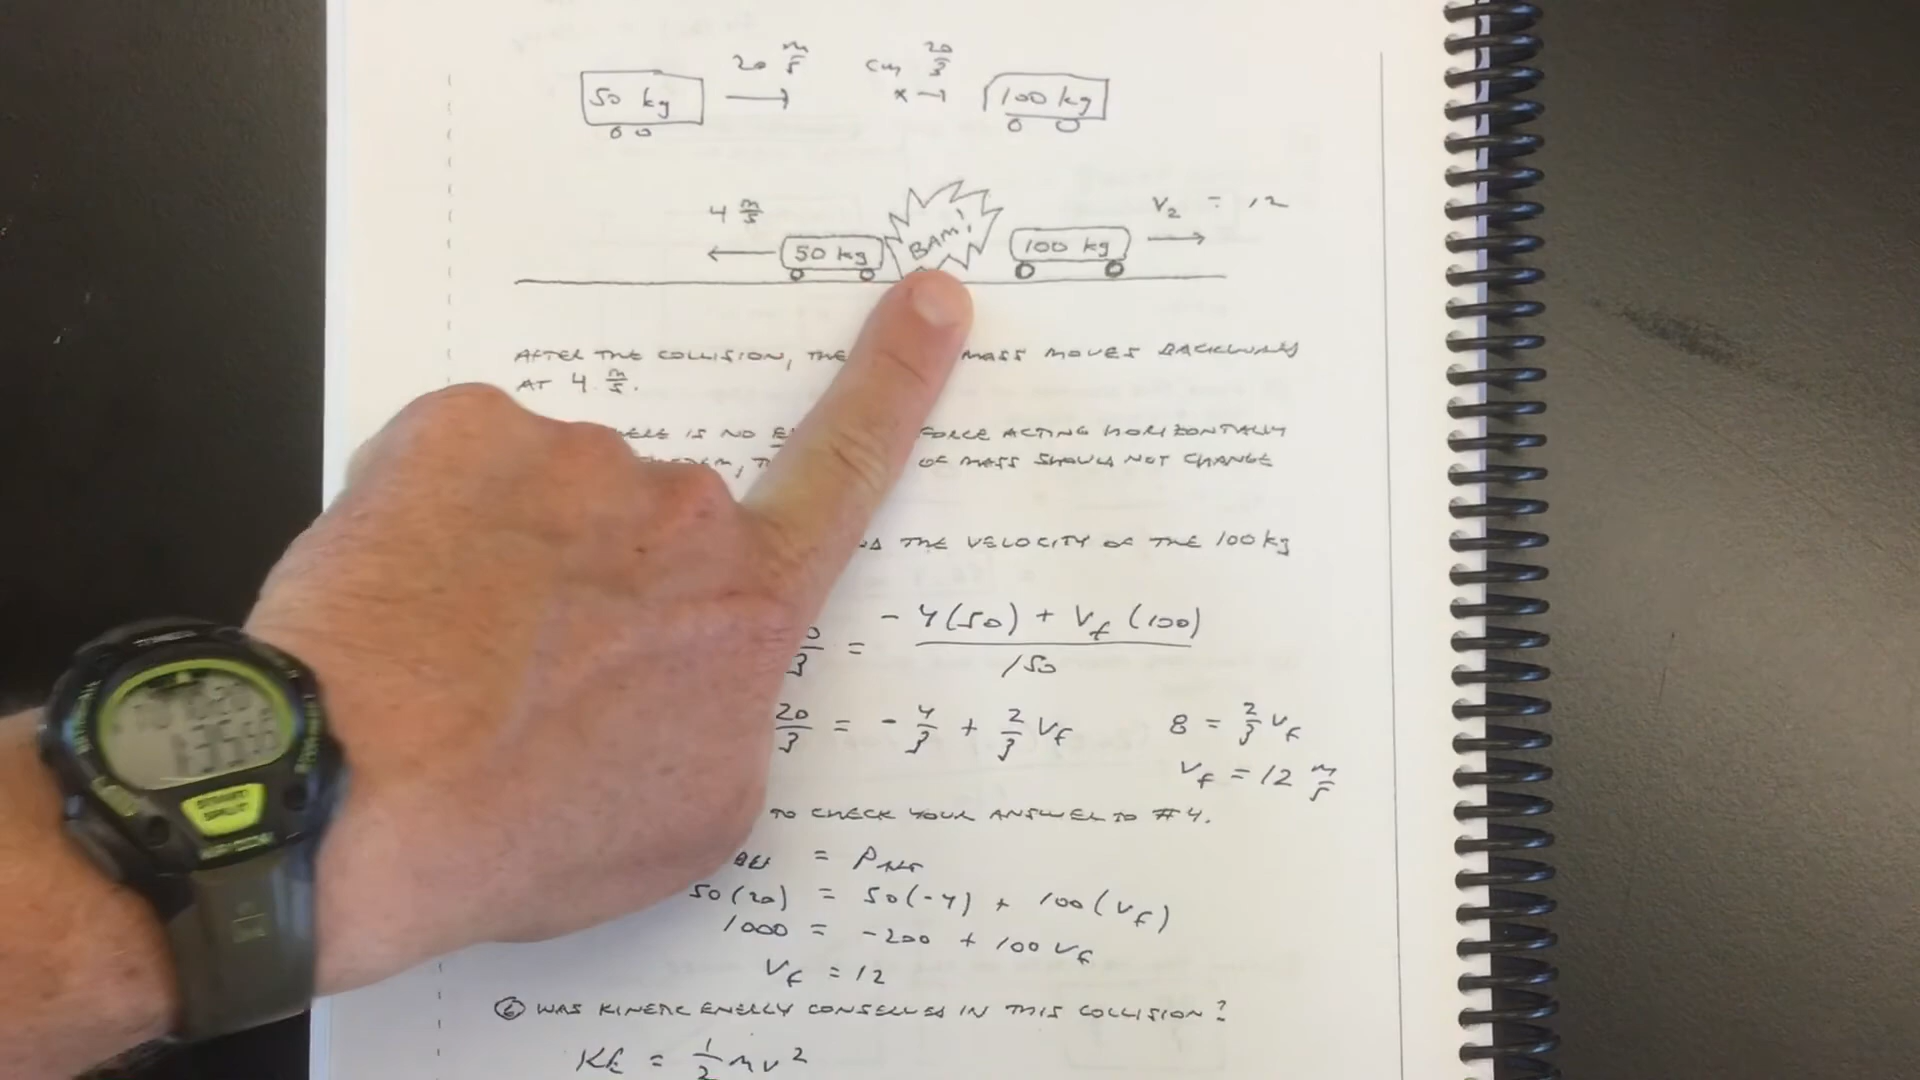 20 m/s
cm 20/3
50 kg
x →
100 kg
4 m/s
V2 = 12
50 kg
BAM!
100 kg
AFTER THE COLLISION, THE MASS MOVES BACKWARDS
AT 4 m/s.
IS NO FORCE ACTING HORIZONTALLY
OF MASS SHOULD NOT CHANGE
THE VELOCITY OF THE 100 kg
= - 4(50) + Vf (100) / 150
20/3 = - 4/3 + 2/3 Vf
8 = 2/3 Vf
Vf = 12 m/s
TO CHECK YOUR ANSWER TO #4.
= P
50(20) = 50(-4) + 100(Vf)
1000 = -200 + 100 Vf
Vf = 12
6 WAS KINETIC ENERGY CONSERVED IN THIS COLLISION?
KE = 1/2 mv²
TIMEX